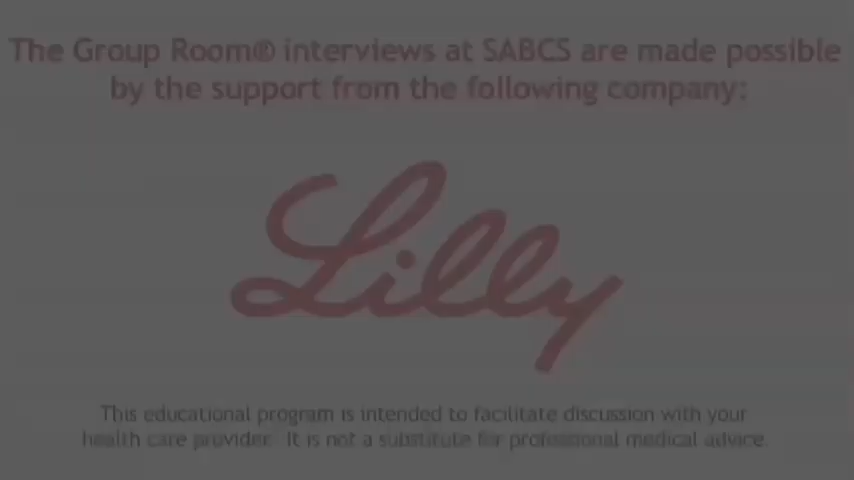 The Group Room® interviews at SABCS are made possible
by the support from the following company:
Lilly
This educational program is intended to facilitate discussion with your
health care provider. It is not a substitute for professional medical advice.